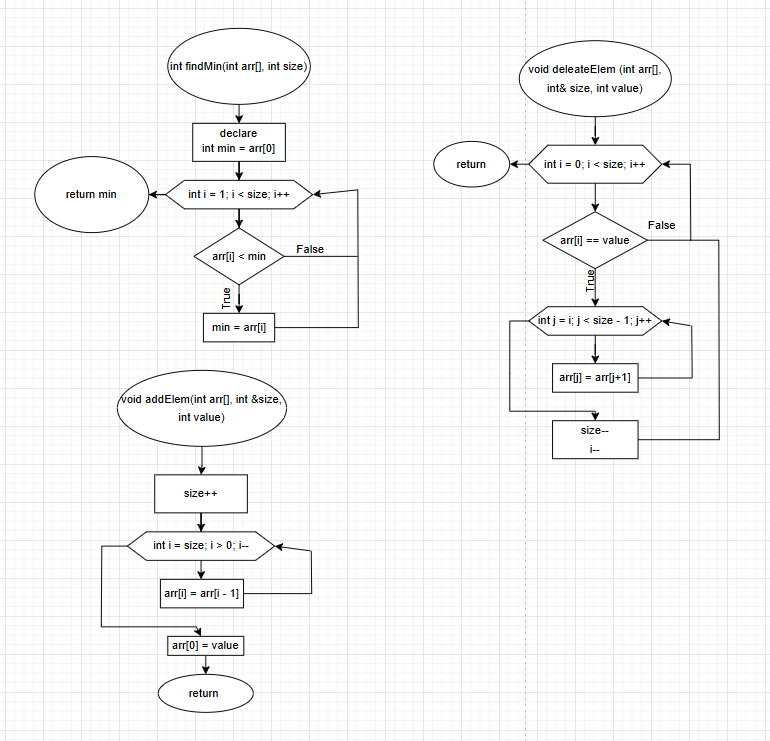 int findMin(int arr[], int size)
declare
int min = arr[0]
return min
int i = 1; i < size; i++
arr[i] < min
False
True
min = arr[i]
void addElem(int arr[], int &size,
int value)
size++
int i = size; i > 0; i--
arr[i] = arr[i - 1]
arr[0] = value
return
void deleateElem (int arr[],
int& size, int value)
return
int i = 0; i < size; i++
False
arr[i] == value
True
int j = i; j < size - 1; j++
arr[j] = arr[j+1]
size--
i--